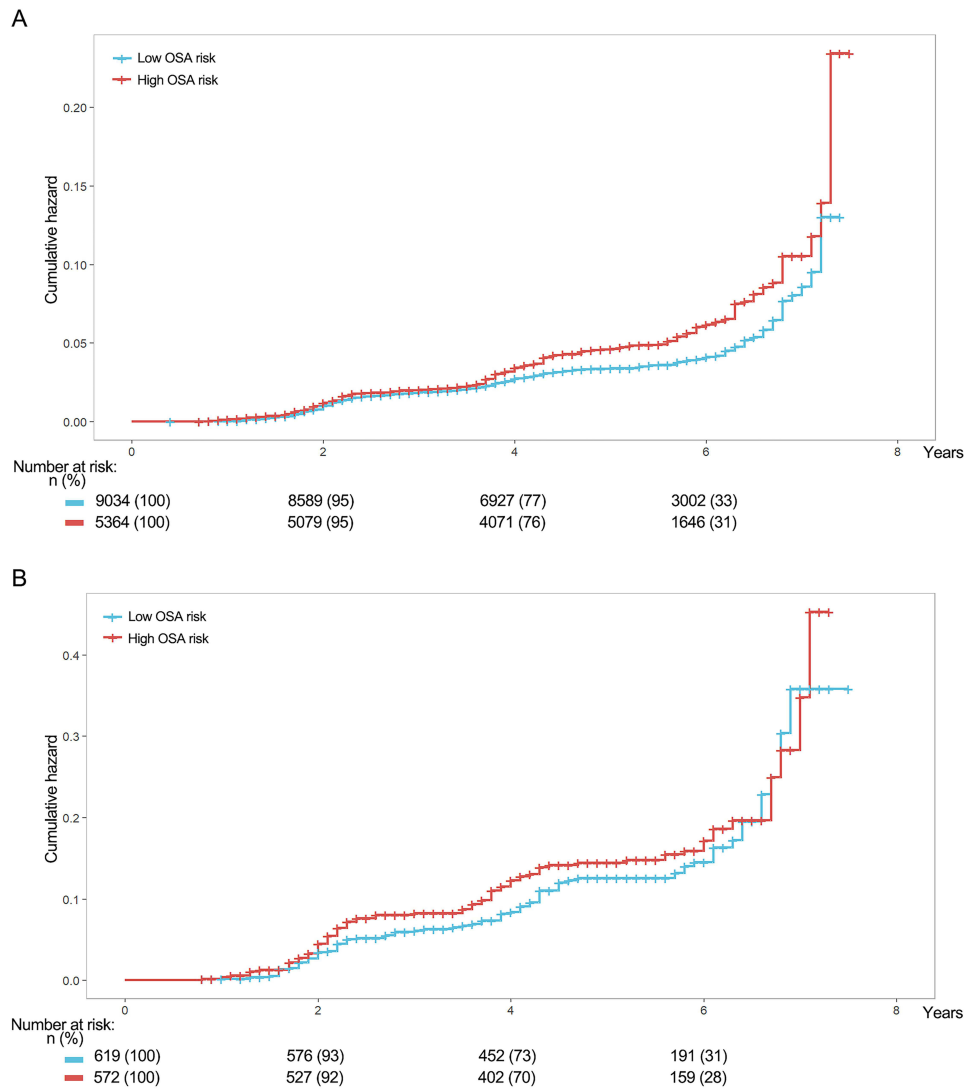 A
Low OSA risk
High OSA risk
0.20
0.15
0.10
0.05
0.00
Cumulative hazard
0 2 4 6 8 Years
Number at risk:
n (%)
9034 (100) 8589 (95) 6927 (77) 3002 (33)
5364 (100) 5079 (95) 4071 (76) 1646 (31)
B
Low OSA risk
High OSA risk
0.4
0.3
0.2
0.1
0.0
Cumulative hazard
0 2 4 6 8 Years
Number at risk:
n (%)
619 (100) 576 (93) 452 (73) 191 (31)
572 (100) 527 (92) 402 (70) 159 (28)